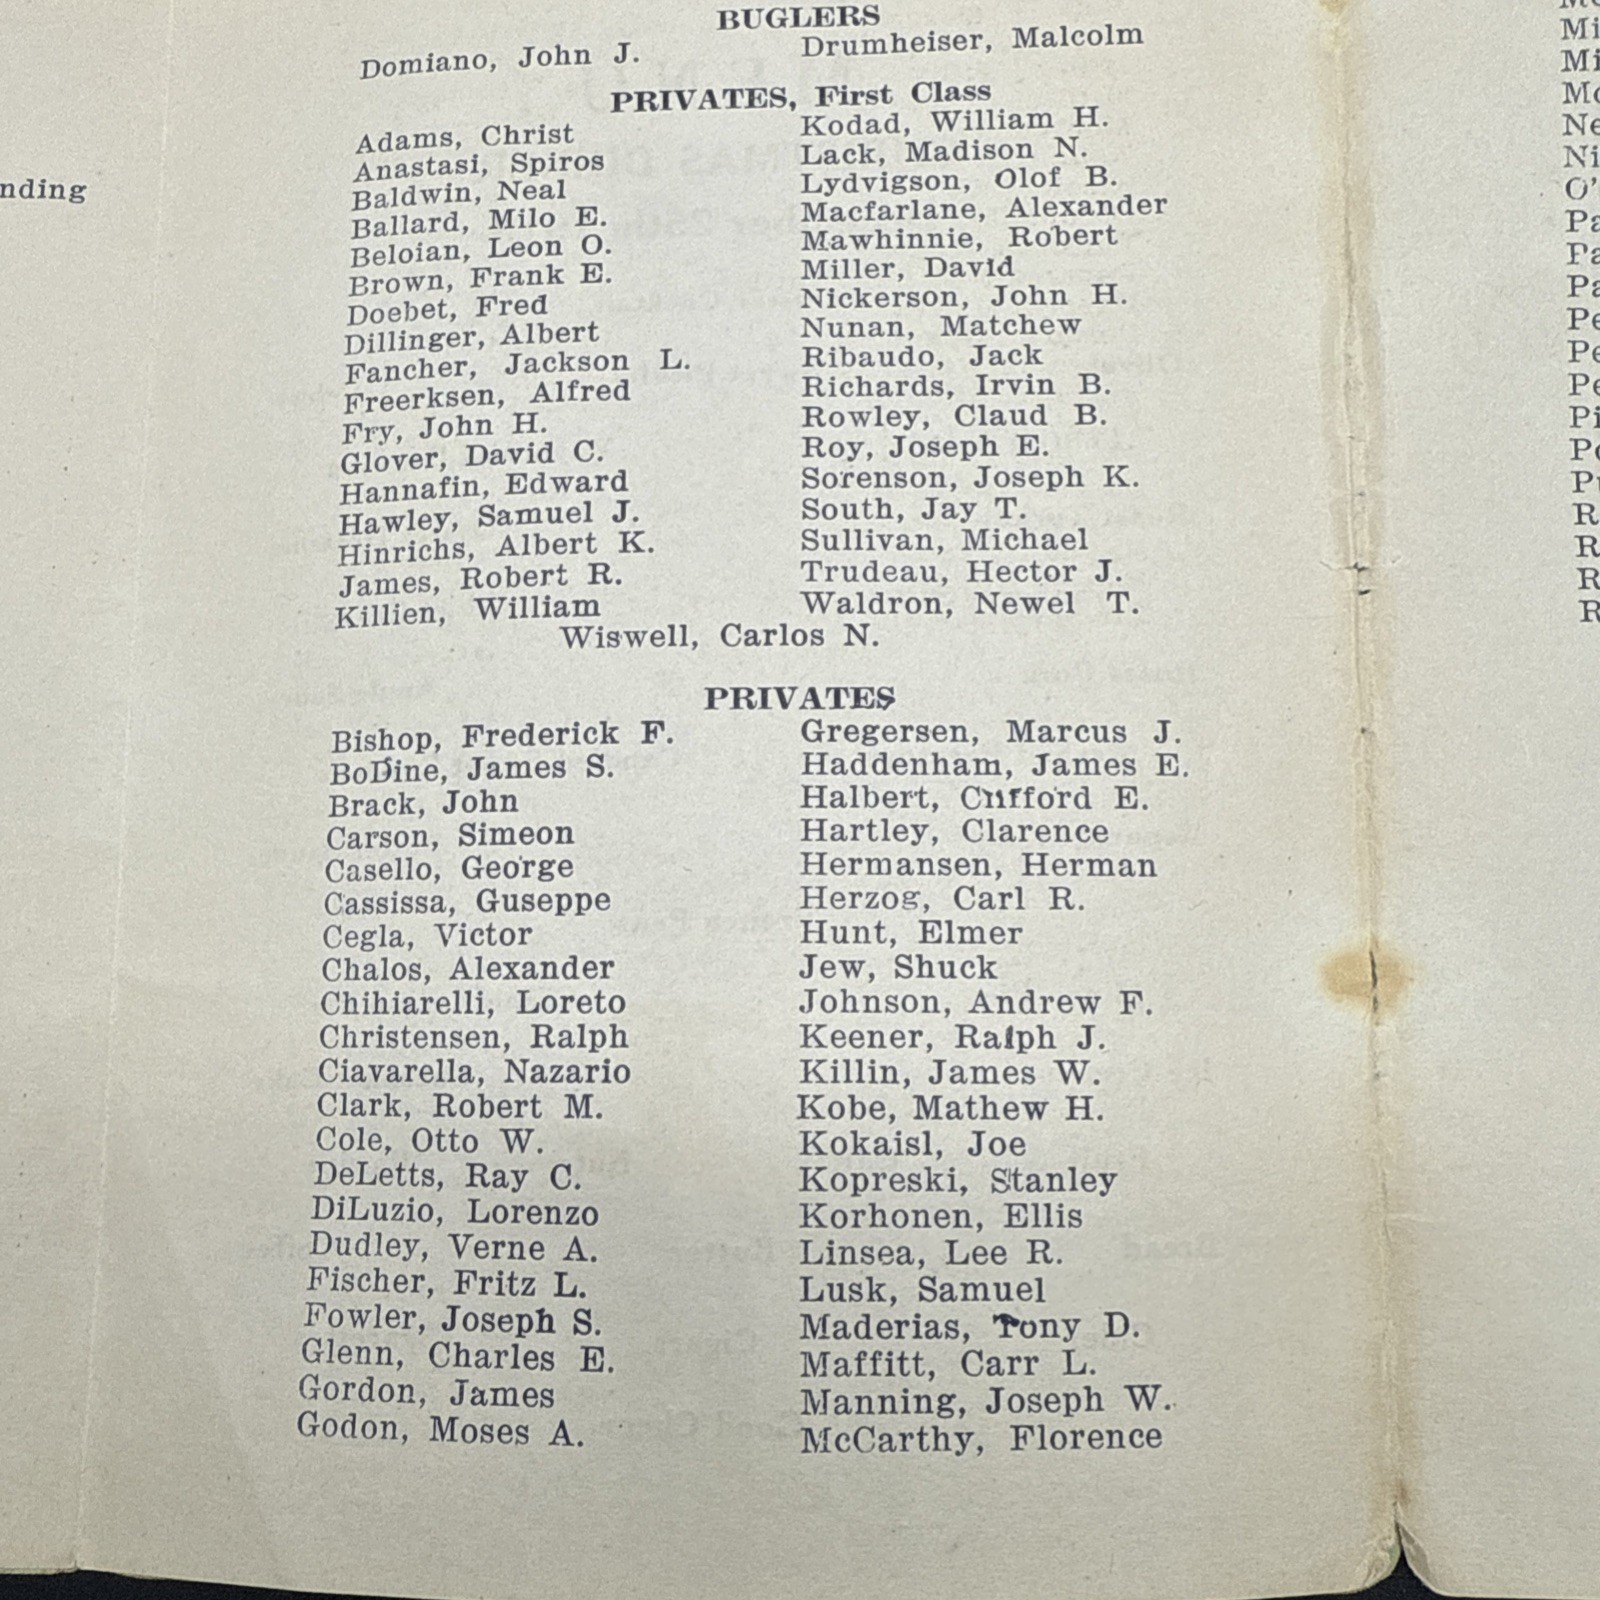 BUGLERS
Domiano, John J.
Drumheiser, Malcolm
PRIVATES, First Class
Adams, Christ
Anastasi, Spiros
Baldwin, Neal
Ballard, Milo E.
Beloian, Leon O.
Brown, Frank E.
Doebet, Fred
Dillinger, Albert
Fancher, Jackson L.
Freerksen, Alfred
Fry, John H.
Glover, David C.
Hannafin, Edward
Hawley, Samuel J.
Hinrichs, Albert K.
James, Robert R.
Killien, William
Kodad, William H.
Lack, Madison N.
Lydvigson, Olof B.
Macfarlane, Alexander
Mawhinnie, Robert
Miller, David
Nickerson, John H.
Nunan, Matchew
Ribaudo, Jack
Richards, Irvin B.
Rowley, Claud B.
Roy, Joseph E.
Sorenson, Joseph K.
South, Jay T.
Sullivan, Michael
Trudeau, Hector J.
Waldron, Newel T.
Wiswell, Carlos N.
PRIVATES
Bishop, Frederick F.
BoDine, James S.
Brack, John
Carson, Simeon
Casello, George
Cassissa, Guseppe
Cegla, Victor
Chalos, Alexander
Chihiarelli, Loreto
Christensen, Ralph
Ciavarella, Nazario
Clark, Robert M.
Cole, Otto W.
DeLetts, Ray C.
DiLuzio, Lorenzo
Dudley, Verne A.
Fischer, Fritz L.
Fowler, Joseph S.
Glenn, Charles E.
Gordon, James
Godon, Moses A.
Gregersen, Marcus J.
Haddenham, James E.
Halbert, Clifford E.
Hartley, Clarence
Hermansen, Herman
Herzog, Carl R.
Hunt, Elmer
Jew, Shuck
Johnson, Andrew F.
Keener, Ralph J.
Killin, James W.
Kobe, Mathew H.
Kokaisl, Joe
Kopreski, Stanley
Korhonen, Ellis
Linsea, Lee R.
Lusk, Samuel
Maderias, Tony D.
Maffitt, Carr L.
Manning, Joseph W.
McCarthy, Florence